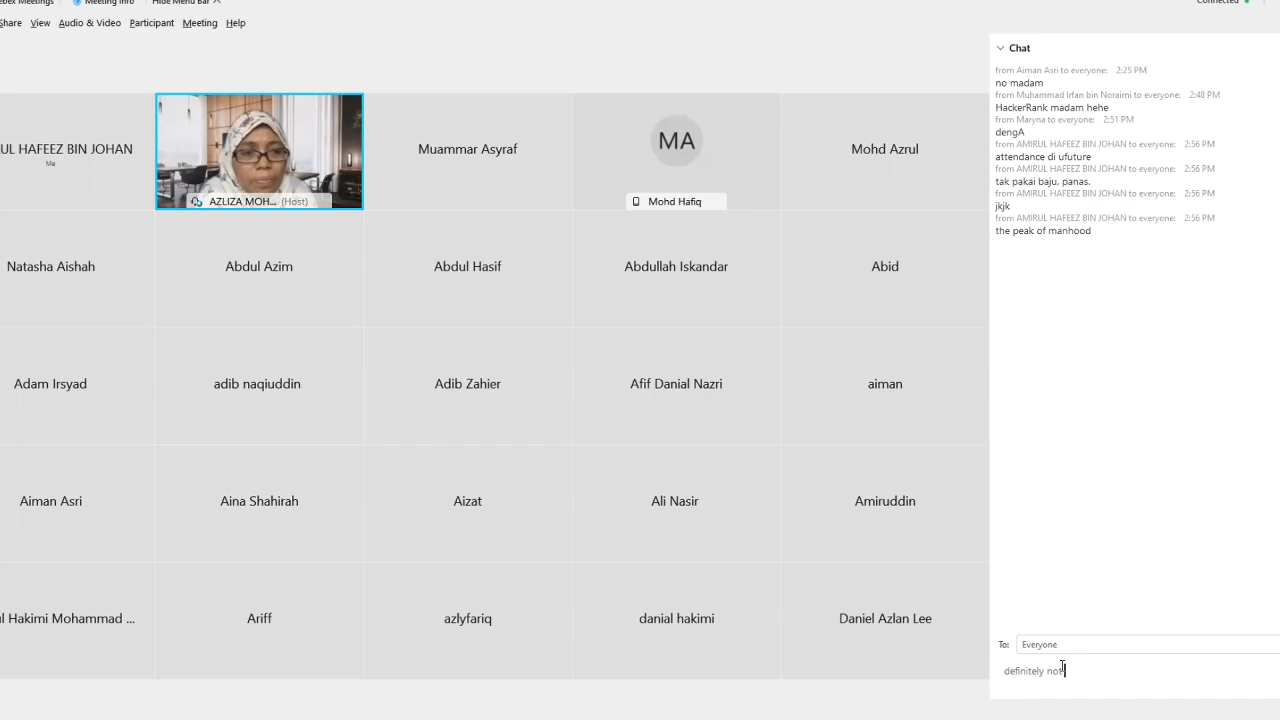 ebex Meetings Meeting Info Hide Menu Bar Connected
Share View Audio & Video Participant Meeting Help
Chat
from Aiman Asri to everyone: 2:25 PM
no madam
from Muhammad Irfan bin Noraimi to everyone: 2:48 PM
HackerRank madam hehe
from Maryna to everyone: 2:51 PM
dengA
from AMIRUL HAFEEZ BIN JOHAN to everyone: 2:56 PM
attendance di ufuture
from AMIRUL HAFEEZ BIN JOHAN to everyone: 2:56 PM
tak pakai baju, panas.
from AMIRUL HAFEEZ BIN JOHAN to everyone: 2:56 PM
jkjk
from AMIRUL HAFEEZ BIN JOHAN to everyone: 2:56 PM
the peak of manhood
UL HAFEEZ BIN JOHAN
Me
AZLIZA MOH... (Host)
Muammar Asyraf
MA
Mohd Hafiq
Mohd Azrul
Natasha Aishah
Abdul Azim
Abdul Hasif
Abdullah Iskandar
Abid
Adam Irsyad
adib naqiuddin
Adib Zahier
Afif Danial Nazri
aiman
Aiman Asri
Aina Shahirah
Aizat
Ali Nasir
Amiruddin
l Hakimi Mohammad ...
Ariff
azlyfariq
danial hakimi
Daniel Azlan Lee
To: Everyone
definitely not